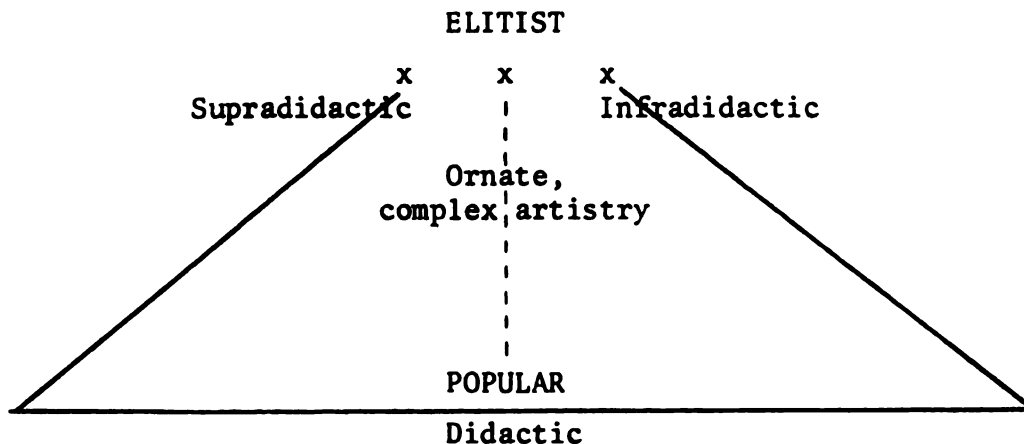 ELITIST
x x x
Supradidactic Infradidactic
Ornate,
complex artistry
POPULAR
Didactic